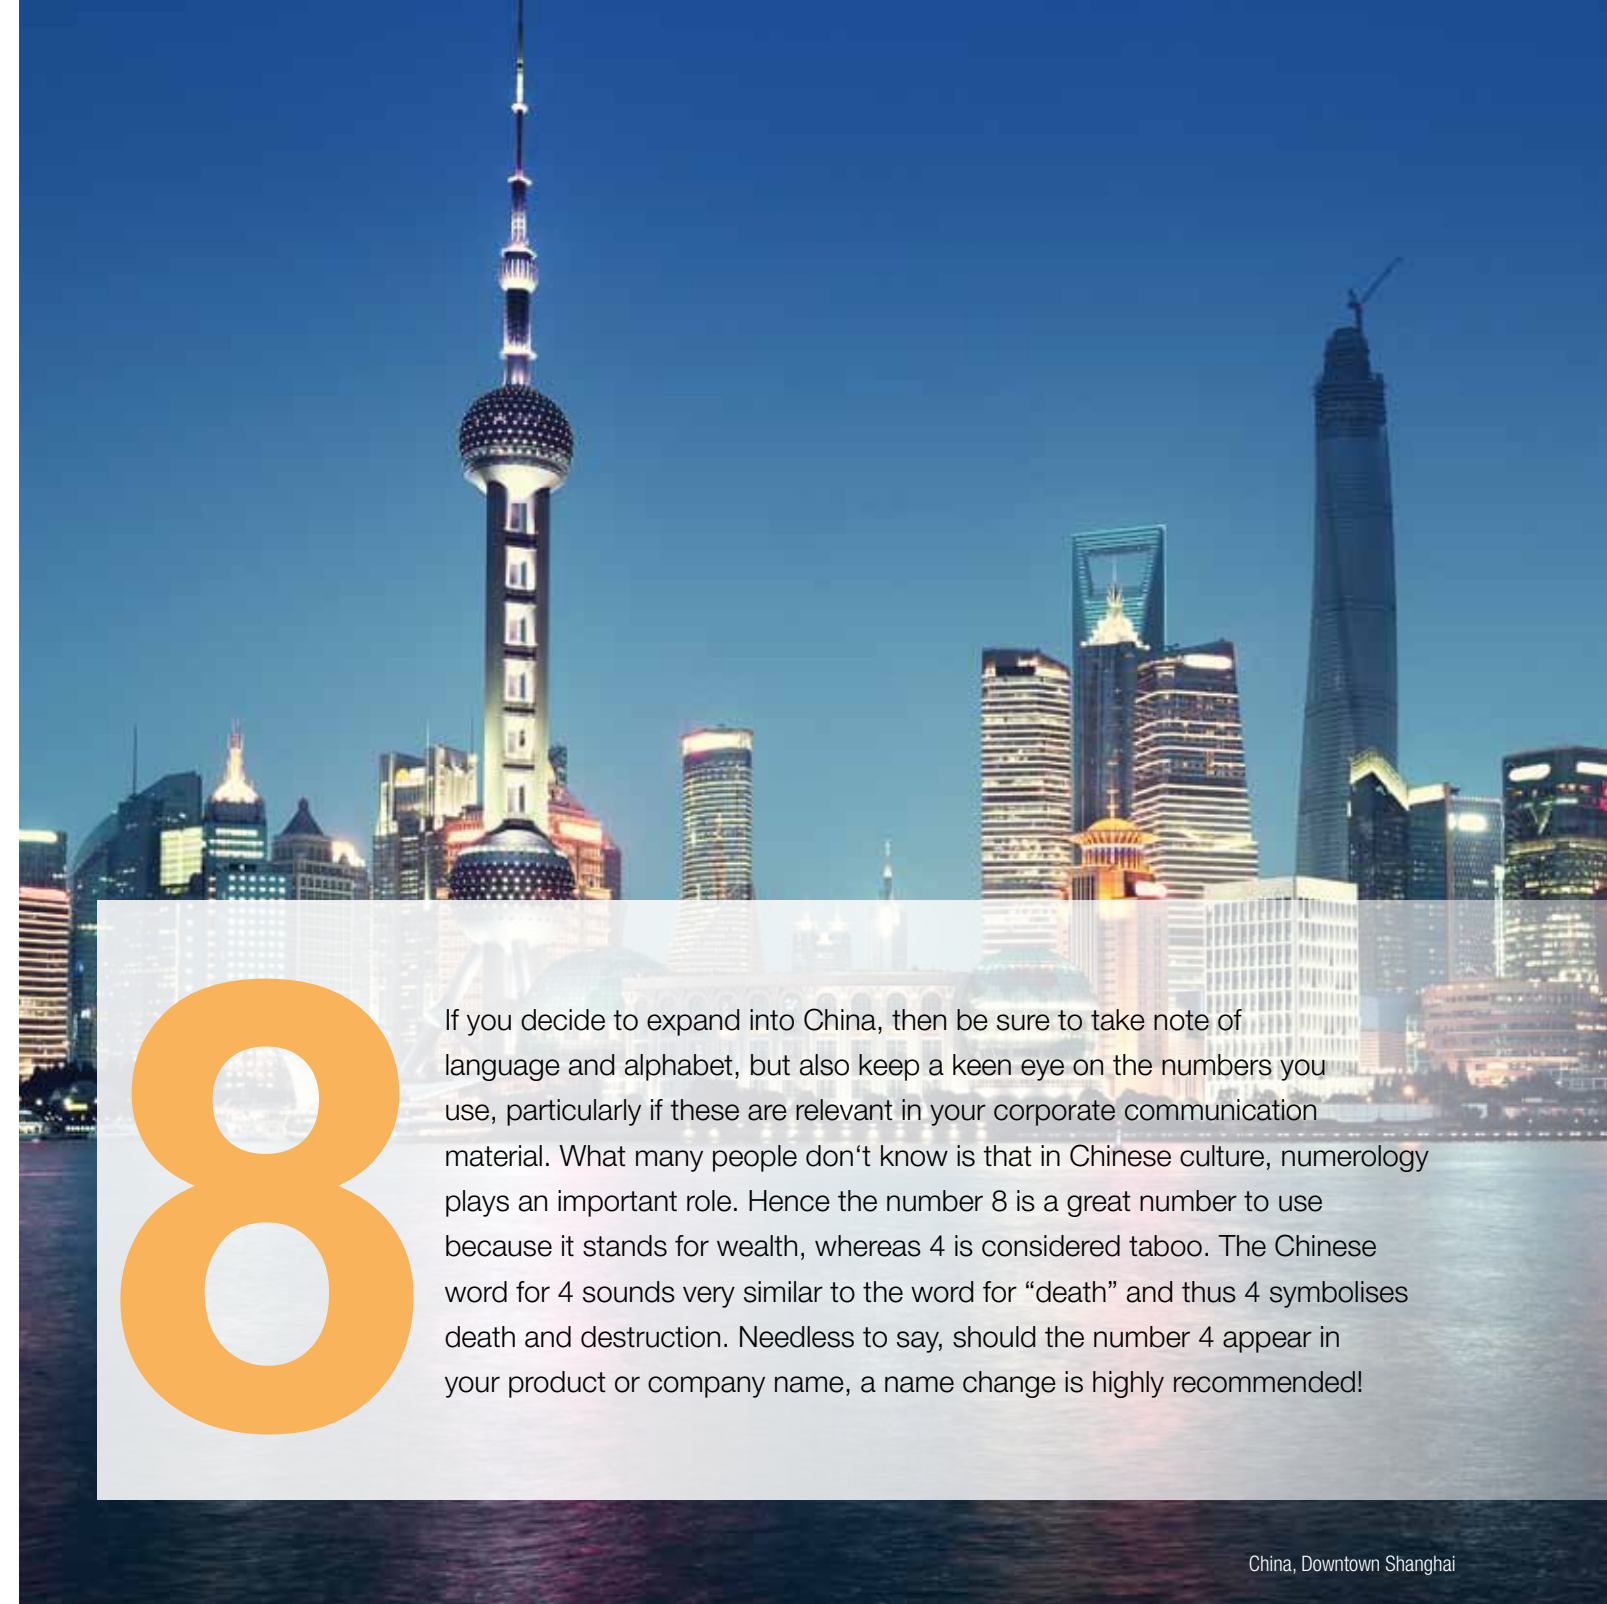 8
If you decide to expand into China, then be sure to take note of
language and alphabet, but also keep a keen eye on the numbers you
use, particularly if these are relevant in your corporate communication
material. What many people don‘t know is that in Chinese culture, numerology
plays an important role. Hence the number 8 is a great number to use
because it stands for wealth, whereas 4 is considered taboo. The Chinese
word for 4 sounds very similar to the word for “death” and thus 4 symbolises
death and destruction. Needless to say, should the number 4 appear in
your product or company name, a name change is highly recommended!
China, Downtown Shanghai